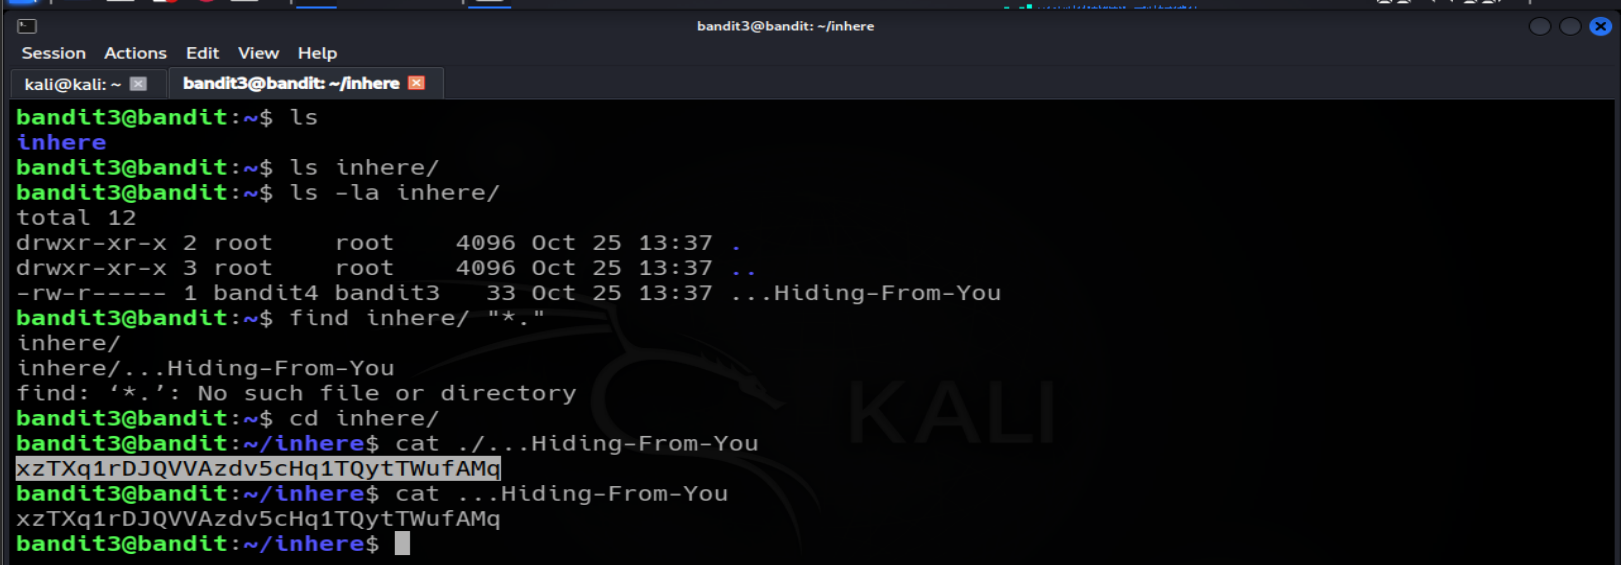 bandit3@bandit: ~/inhere
Session Actions Edit View Help
kali@kali: ~
bandit3@bandit: ~/inhere
bandit3@bandit:~$ ls
inhere
bandit3@bandit:~$ ls inhere/
bandit3@bandit:~$ ls -la inhere/
total 12
drwxr-xr-x 2 root    root    4096 Oct 25 13:37 .
drwxr-xr-x 3 root    root    4096 Oct 25 13:37 ..
-rw-r----- 1 bandit4 bandit3   33 Oct 25 13:37 ...Hiding-From-You
bandit3@bandit:~$ find inhere/ "*."
inhere/
inhere/...Hiding-From-You
find: ‘*.’: No such file or directory
bandit3@bandit:~$ cd inhere/
bandit3@bandit:~/inhere$ cat ./...Hiding-From-You
xzTXq1rDJQVVAzdv5cHq1TQytTWufAMq
bandit3@bandit:~/inhere$ cat ...Hiding-From-You
xzTXq1rDJQVVAzdv5cHq1TQytTWufAMq
bandit3@bandit:~/inhere$
KALI